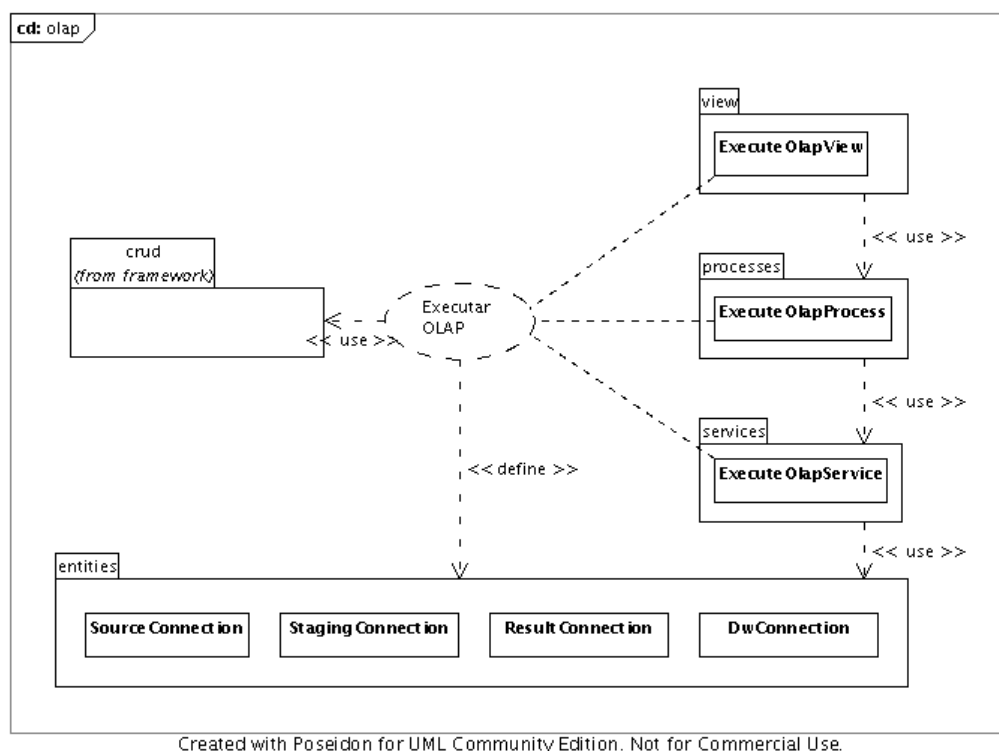 cd: olap
view
ExecuteOlapView
<< use >>
crud
(from framework)
processes
ExecuteOlapProcess
Executar
OLAP
<< use >>
<< use >>
services
ExecuteOlapService
<< define >>
<< use >>
entities
SourceConnection
StagingConnection
ResultConnection
DwConnection
Created with Poseidon for UML Community Edition. Not for Commercial Use.